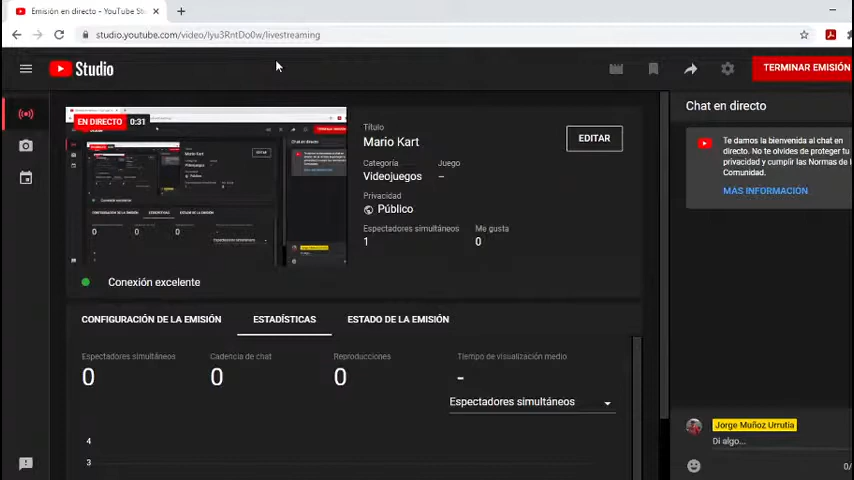 Emisión en directo - YouTube Stu
studio.youtube.com/video/lyu3RntDo0w/livestreaming
Studio
TERMINAR EMISIÓN
EN DIRECTO 0:31
Título
Mario Kart
EDITAR
Categoría Juego
Videojuegos –
Privacidad
Público
Espectadores simultáneos Me gusta
1 0
Conexión excelente
CONFIGURACIÓN DE LA EMISIÓN ESTADÍSTICAS ESTADO DE LA EMISIÓN
Espectadores simultáneos Cadencia de chat Reproducciones Tiempo de visualización medio
0 0 0 -
Espectadores simultáneos
4
3
Chat en directo
Te damos la bienvenida al chat en
directo. No te olvides de proteger tu
privacidad y cumplir las Normas de l
Comunidad.
MÁS INFORMACIÓN
Jorge Muñoz Urrutia
Di algo...
0/